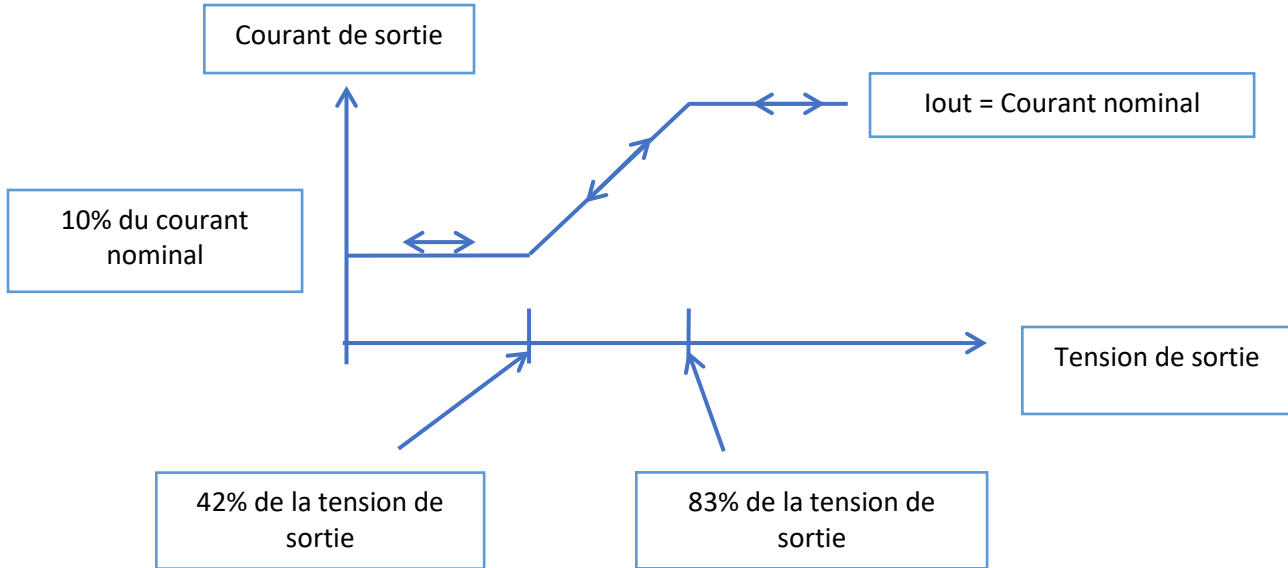 Courant de sortie
Iout = Courant nominal
10% du courant
nominal
Tension de sortie
42% de la tension de
sortie
83% de la tension de
sortie